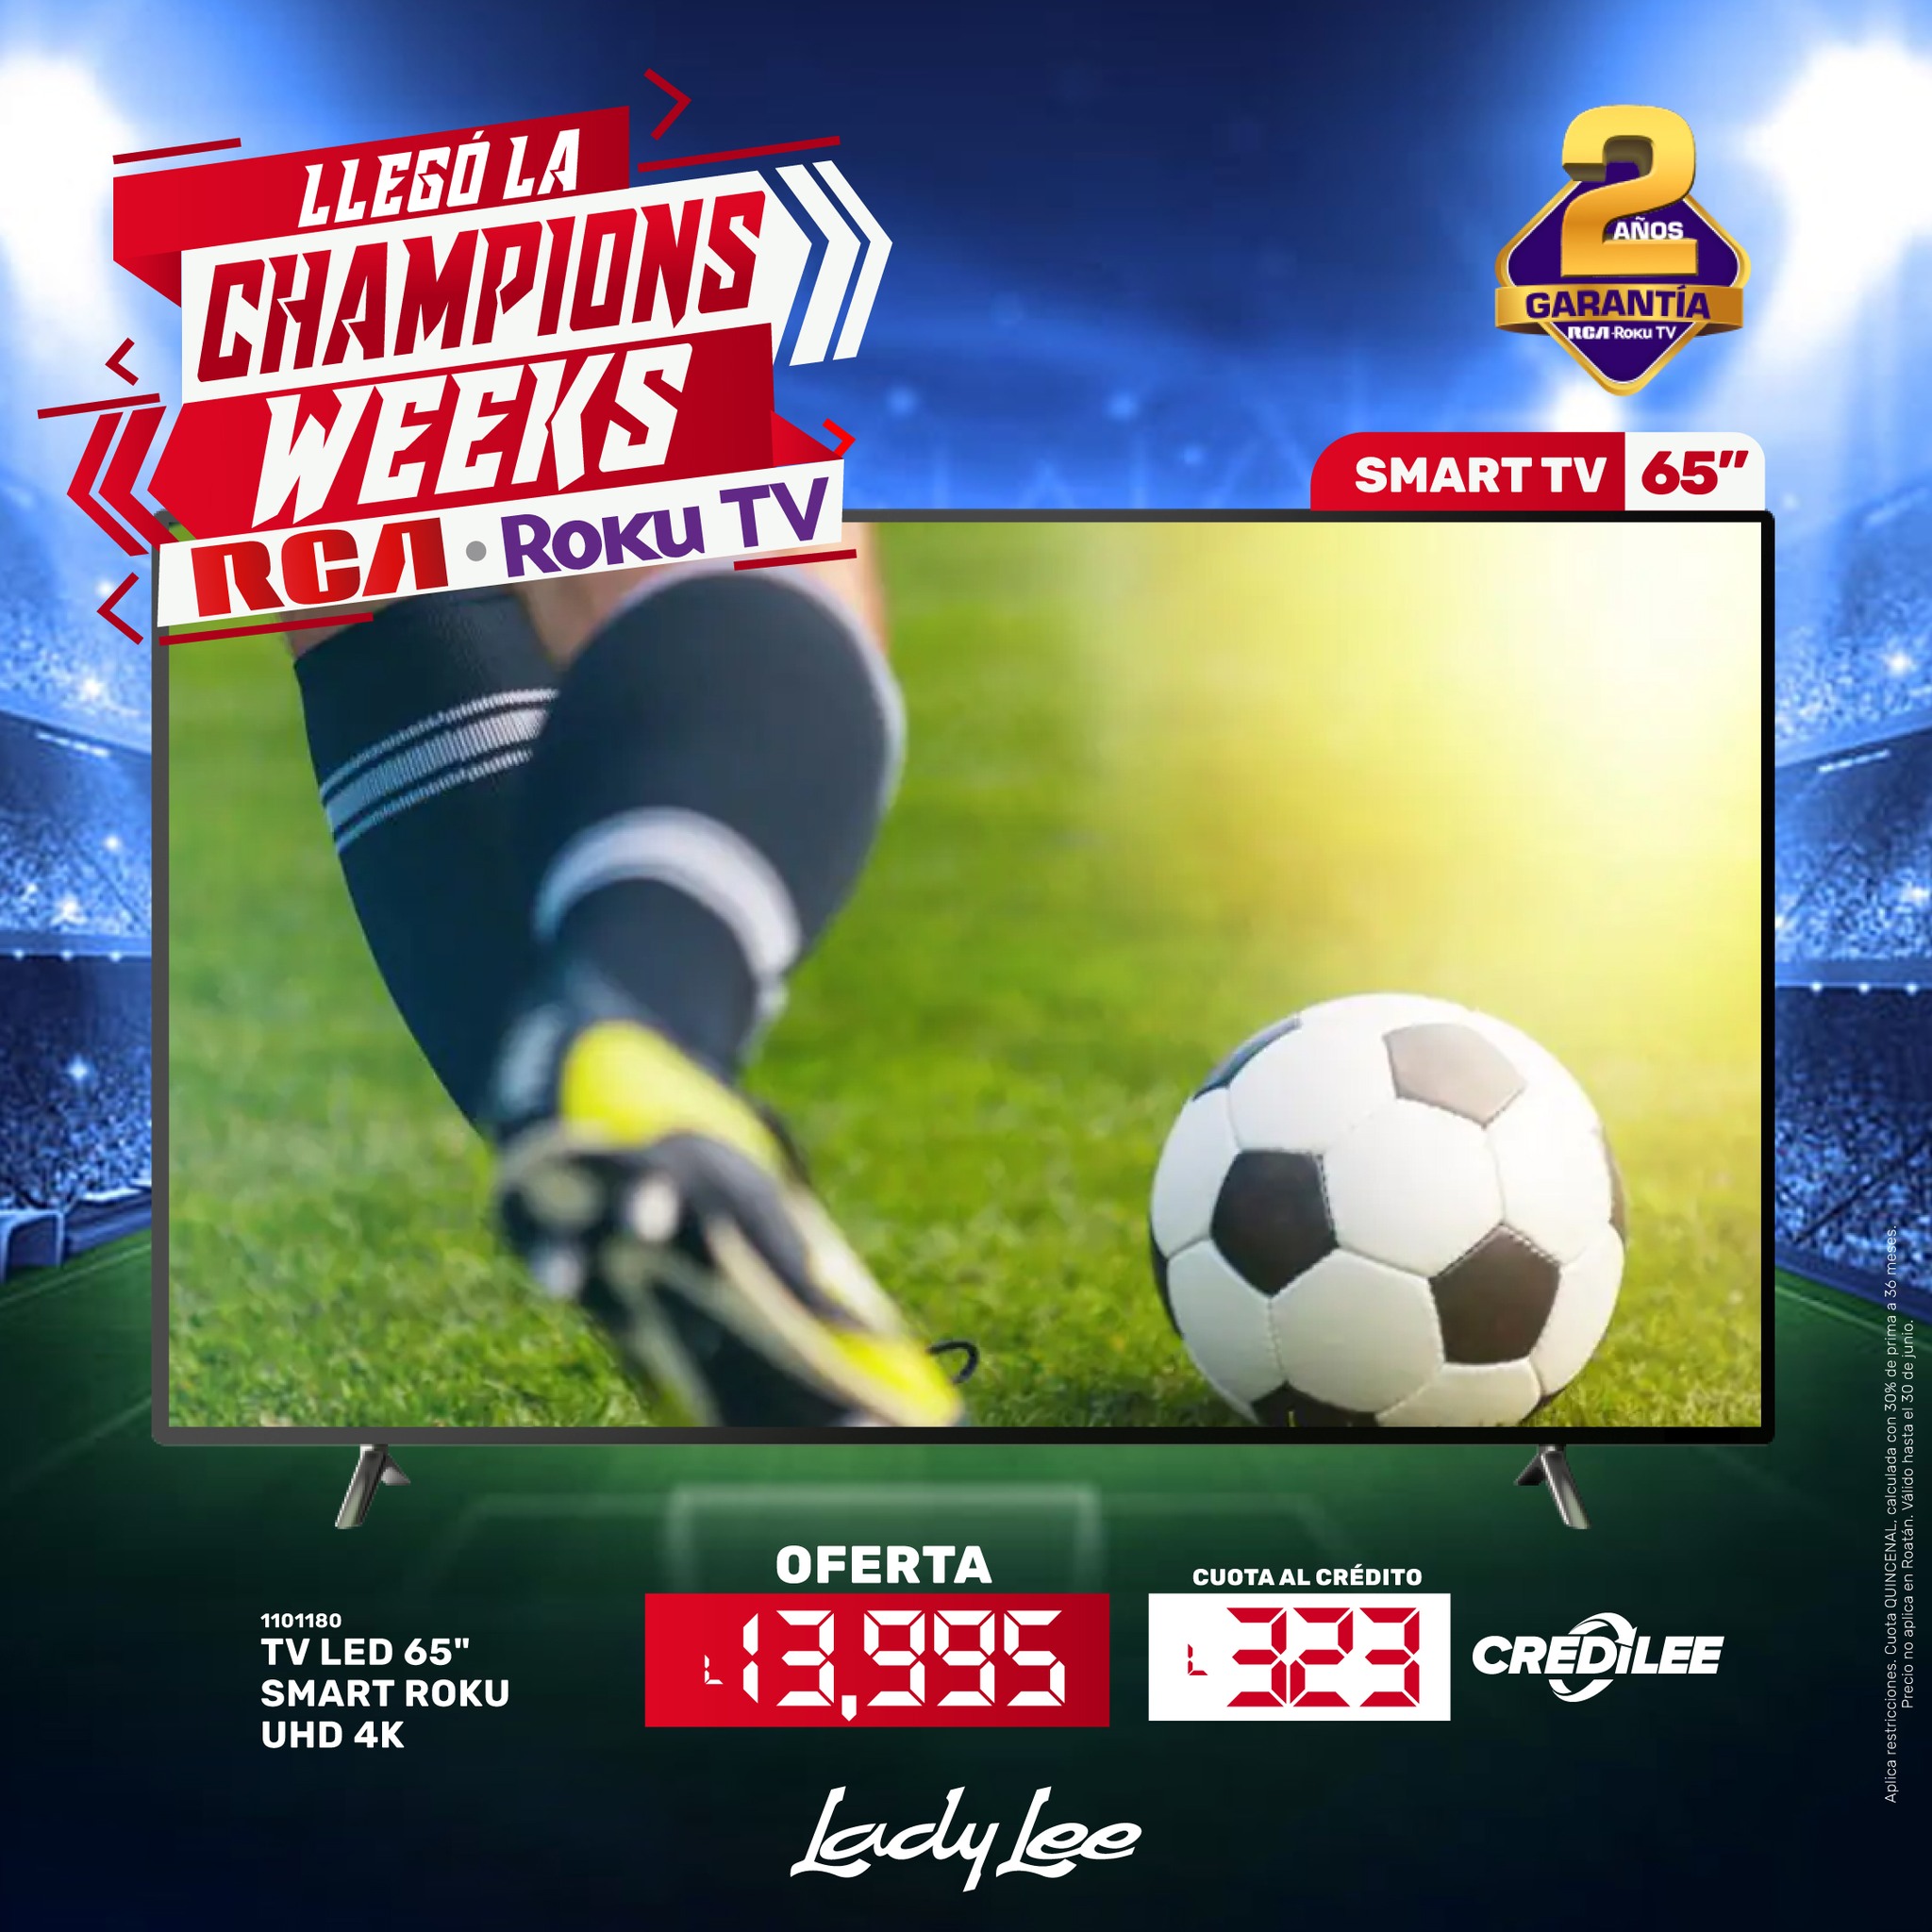 LLEGÓ LA
CHAMPIONS
WEEKS
RCA • Roku TV
2
AÑOS
GARANTÍA
RCA Roku TV
SMART TV 65”
OFERTA
L 13,995
CUOTA AL CRÉDITO
L 323
CREDILEE
1101180
TV LED 65"
SMART ROKU
UHD 4K
Lady Lee
Aplica restricciones. Cuota QUINCENAL, calculada con 30% de prima a 36 meses.
Precio no aplica en Roatán. Válido hasta el 30 de junio.